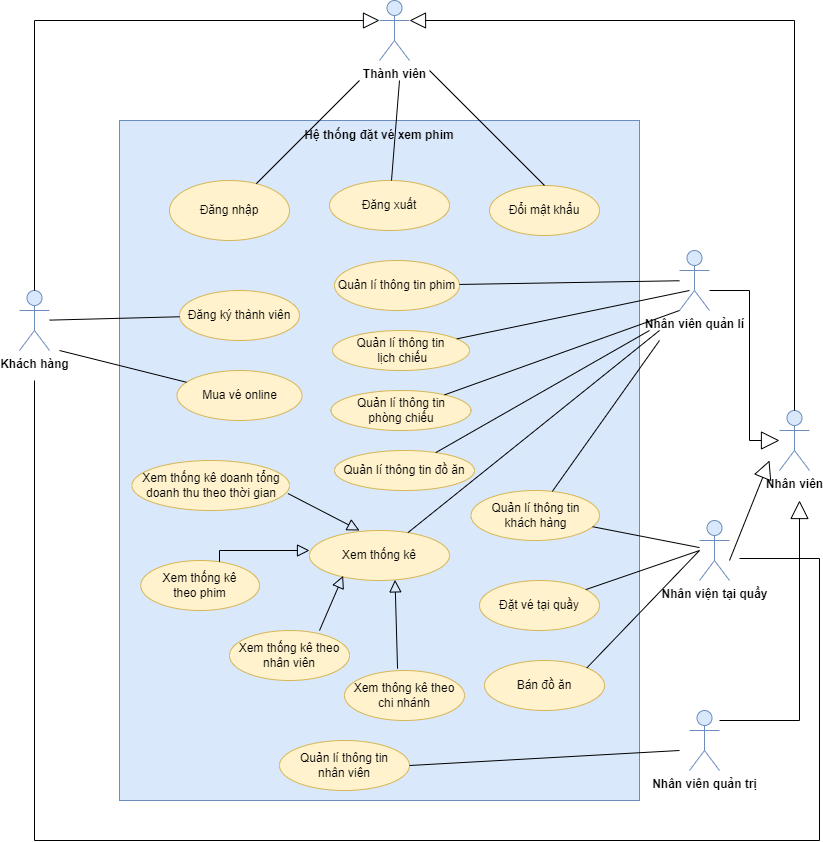 Thành viên
Hệ thống đặt vé xem phim
Đăng nhập
Đăng xuất
Đổi mật khẩu
Quản lí thông tin phim
Đăng ký thành viên
Nhân viên quản lí
Quản lí thông tin
lịch chiếu
Khách hàng
Mua vé online
Quản lí thông tin
phòng chiếu
Xem thống kê doanh tổng
doanh thu theo thời gian
Quản lí thông tin đồ ăn
Nhân viên
Quản lí thông tin
khách hàng
Xem thống kê
Xem thống kê
theo phim
Nhân viện tại quầy
Đặt vé tại quầy
Xem thống kê theo
nhân viên
Xem thông kê theo
chi nhánh
Bán đồ ăn
Quản lí thông tin
nhân viên
Nhân viên quản trị